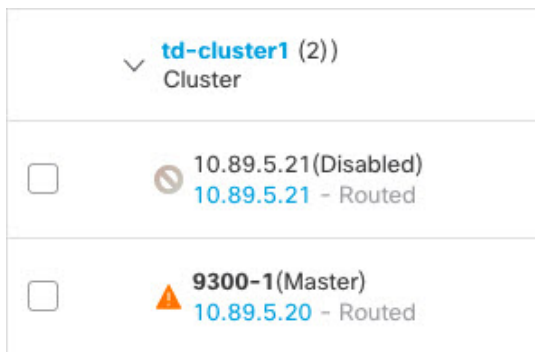 td-cluster1 (2))
Cluster
10.89.5.21(Disabled)
10.89.5.21 - Routed
9300-1(Master)
10.89.5.20 - Routed